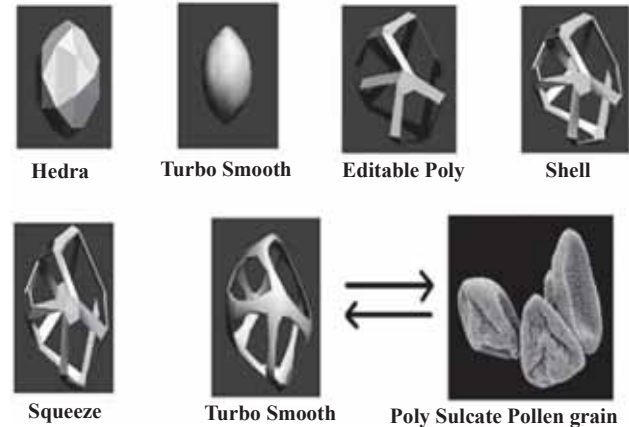 Hedra
Turbo Smooth
Editable Poly
Shell
Squeeze
Turbo Smooth
Poly Sulcate Pollen grain